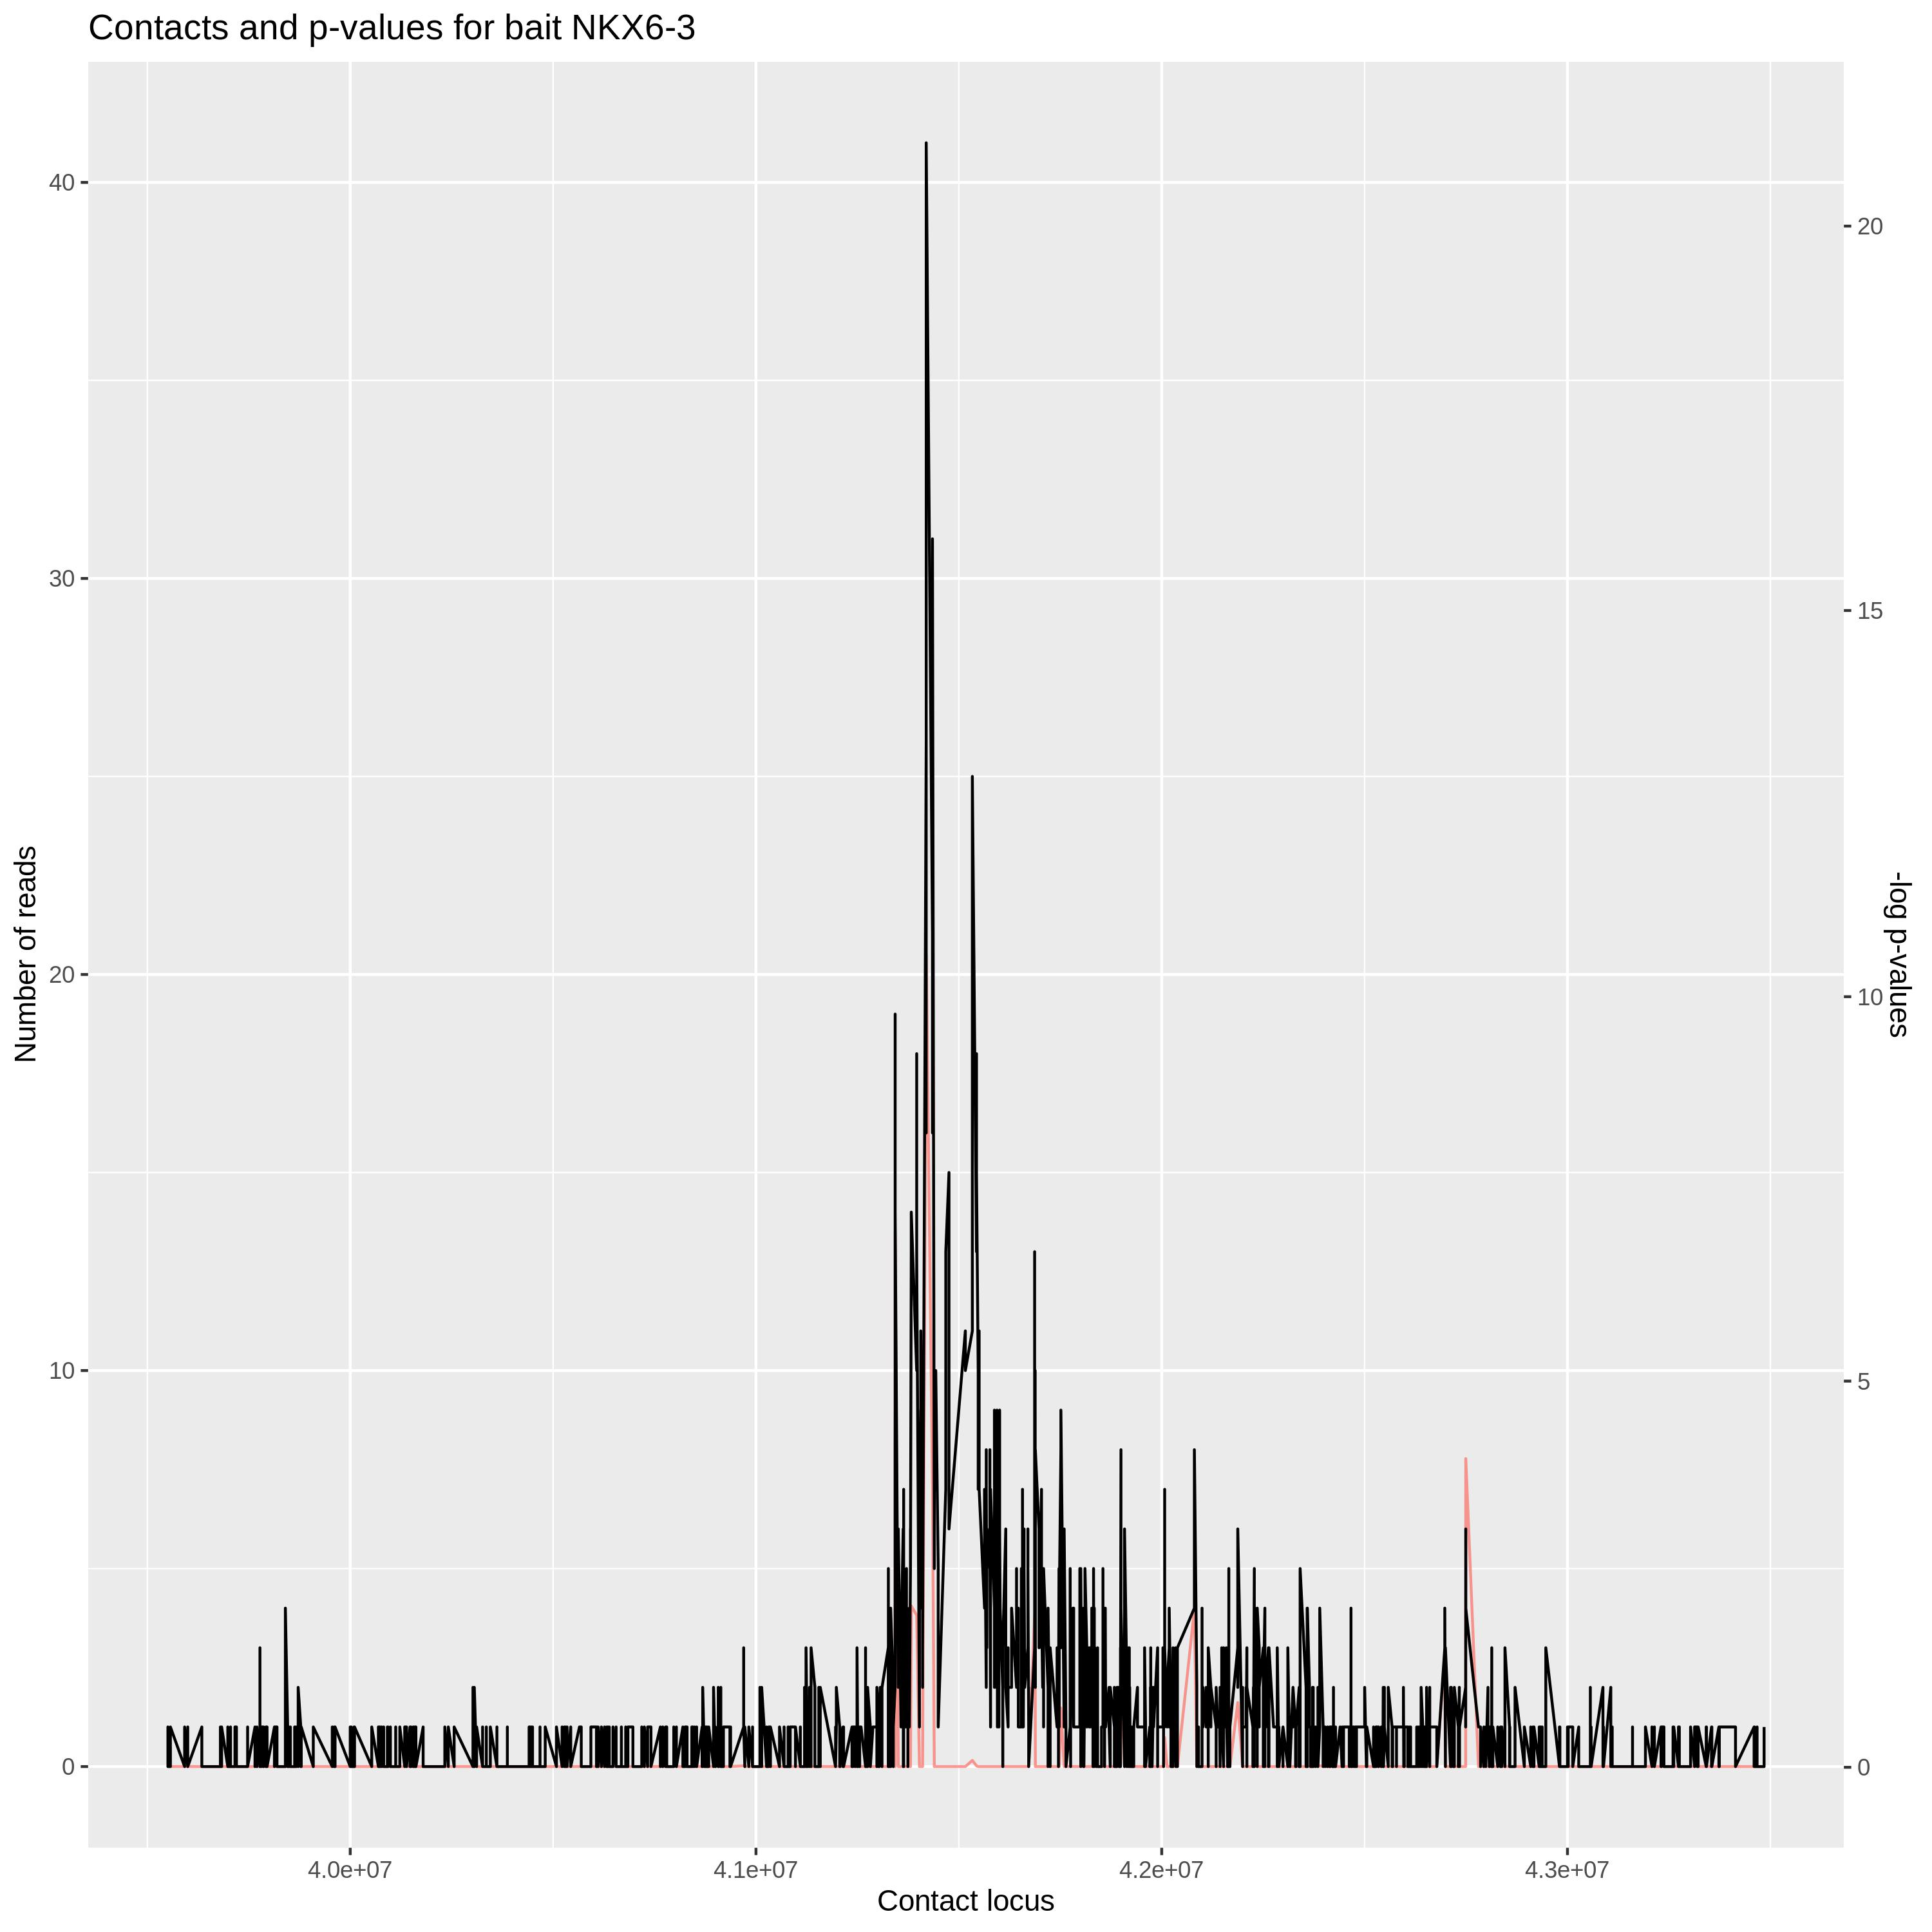 Contacts and p-values for bait NKX6-3
40
30
20
10
0
Number of reads
20
15
10
5
0
-log p-values
4.0e+07
4.1e+07
4.2e+07
4.3e+07
Contact locus